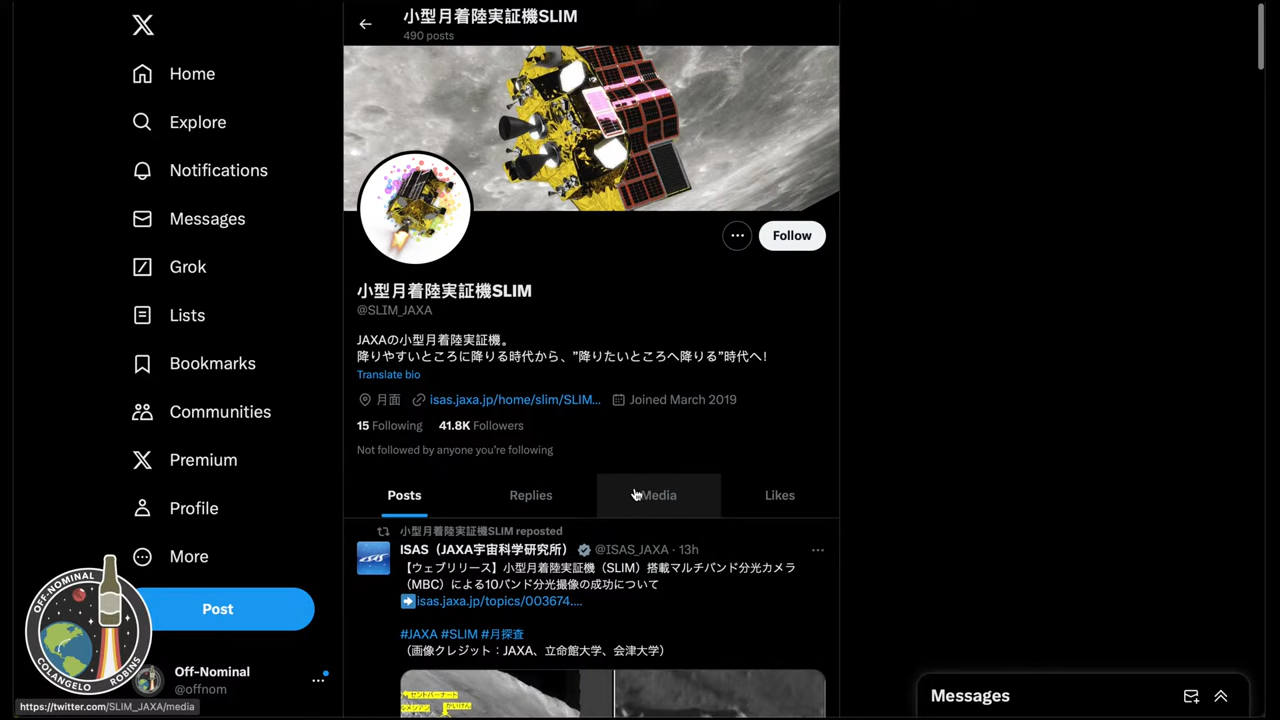 小型月着陸実証機SLIM
490 posts
Home
Explore
Notifications
Messages
Grok
Lists
Bookmarks
Communities
Premium
Profile
More
Post
Off-Nominal
@offnom
OFF-NOMINAL
COLANGELO
ROBINS
https://twitter.com/SLIM_JAXA/media
Follow
小型月着陸実証機SLIM
@SLIM_JAXA
JAXAの小型月着陸実証機。
降りやすいところに降りる時代から、”降りたいところへ降りる”時代へ!
Translate bio
月面 isas.jaxa.jp/home/slim/SLIM... Joined March 2019
15 Following 41.8K Followers
Not followed by anyone you’re following
Posts Replies Media Likes
小型月着陸実証機SLIM reposted
ISAS（JAXA宇宙科学研究所） @ISAS_JAXA · 13h
【ウェブリリース】小型月着陸実証機（SLIM）搭載マルチバンド分光カメラ
（MBC）による10バンド分光撮像の成功について
➡isas.jaxa.jp/topics/003674....
#JAXA #SLIM #月探査
（画像クレジット：JAXA、立命館大学、会津大学）
セントバーナード
かいけん
Messages